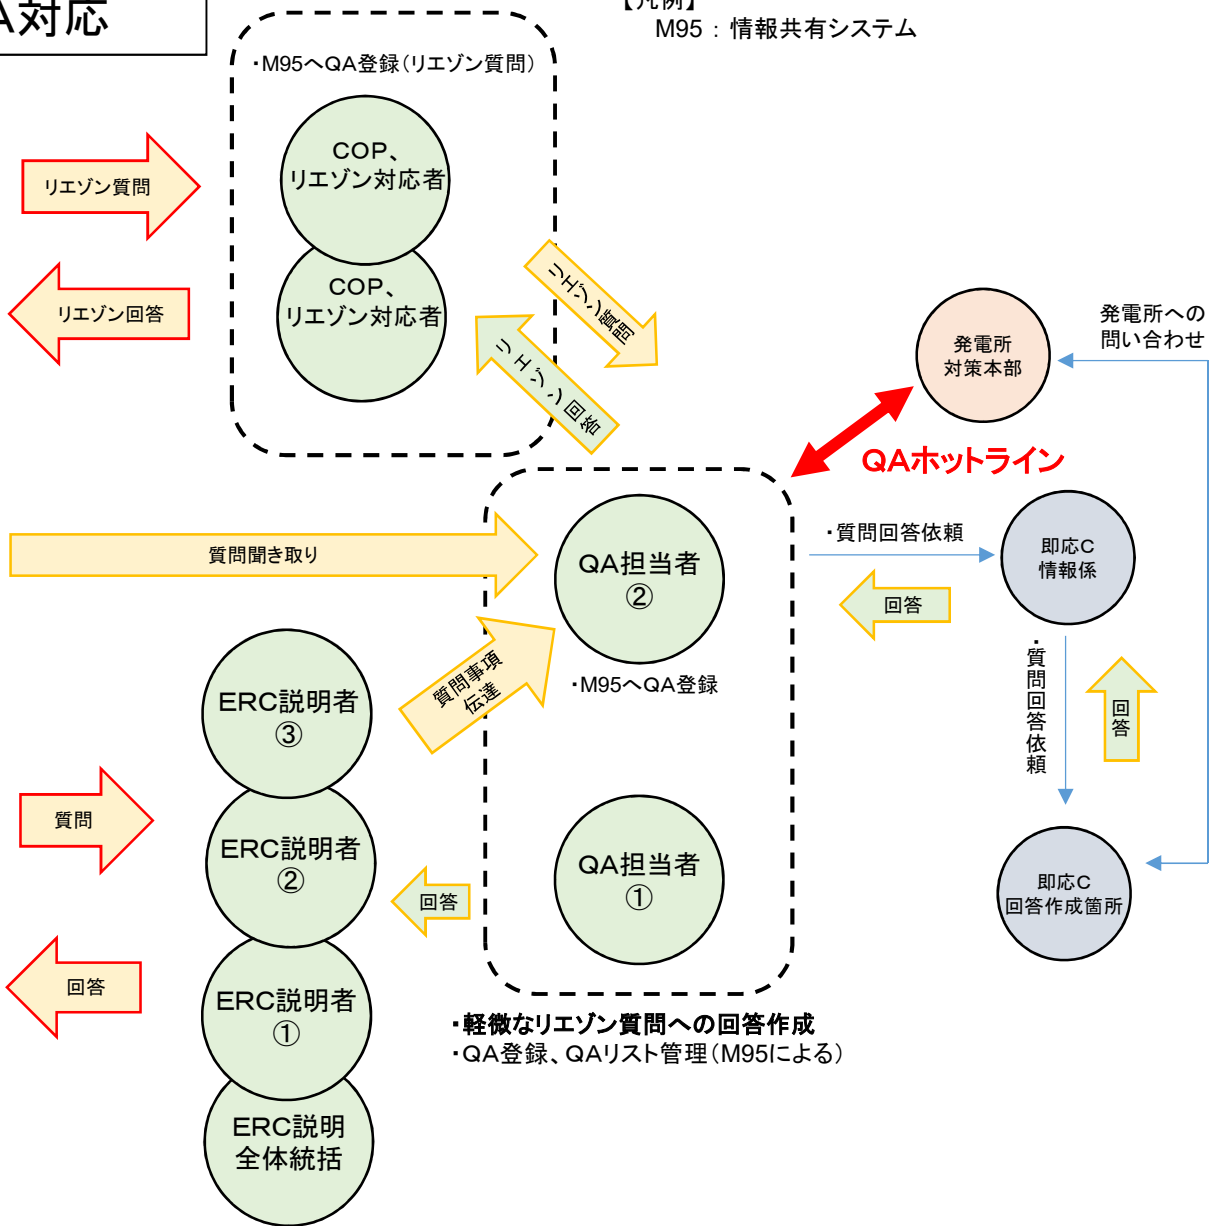 A対応
【凡例】
M95 : 情報共有システム
・M95へQA登録(リエゾン質問)
COP、
リエゾン対応者
リエゾン質問
COP、
リエゾン対応者
リエゾン回答
リエゾン質問
リエゾン回答
発電所
対策本部
発電所への
問い合わせ
QAホットライン
質問聞き取り
QA担当者
②
・M95へQA登録
・質問回答依頼
即応C
情報係
回答
・質問回答依頼
回答
質問事項
伝達
ERC説明者
③
質問
ERC説明者
②
回答
QA担当者
①
即応C
回答作成箇所
回答
ERC説明者
①
・軽微なリエゾン質問への回答作成
・QA登録、QAリスト管理(M95による)
ERC説明
全体統括